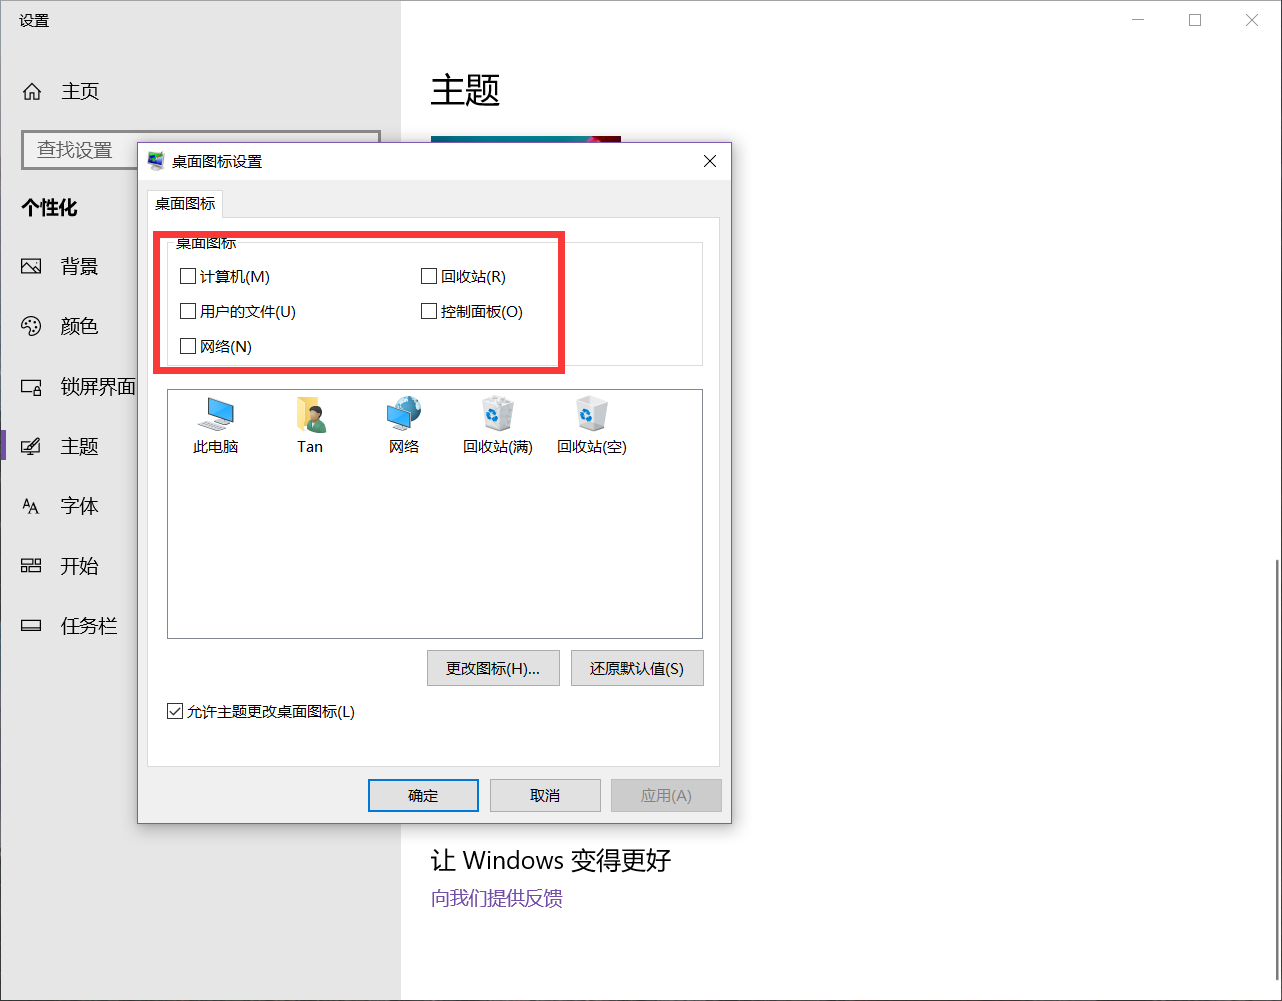 设置
主页
主题
查找设置
桌面图标设置
桌面图标
个性化
桌面图标
计算机(M)
回收站(R)
用户的文件(U)
控制面板(O)
网络(N)
背景
颜色
锁屏界面
主题
字体
开始
任务栏
此电脑
Tan
网络
回收站(满)
回收站(空)
更改图标(H)...
还原默认值(S)
允许主题更改桌面图标(L)
确定
取消
应用(A)
让 Windows 变得更好
向我们提供反馈